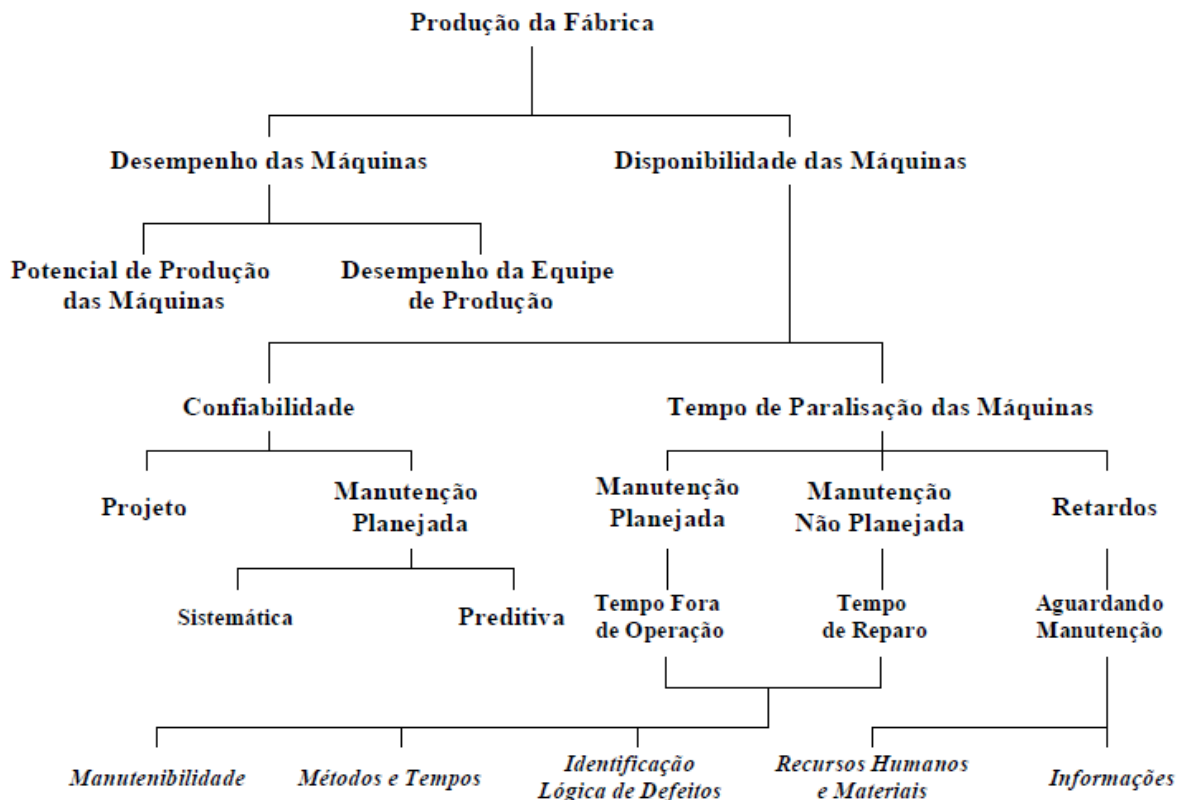 Produção da Fábrica
Desempenho das Máquinas
Disponibilidade das Máquinas
Potencial de Produção
das Máquinas
Desempenho da Equipe
de Produção
Confiabilidade
Tempo de Paralisação das Máquinas
Projeto
Manutenção
Planejada
Manutenção
Planejada
Manutenção
Não Planejada
Retardos
Sistemática
Preditiva
Tempo Fora
de Operação
Tempo
de Reparo
Aguardando
Manutenção
Manutenibilidade
Métodos e Tempos
Identificação
Lógica de Defeitos
Recursos Humanos
e Materiais
Informações